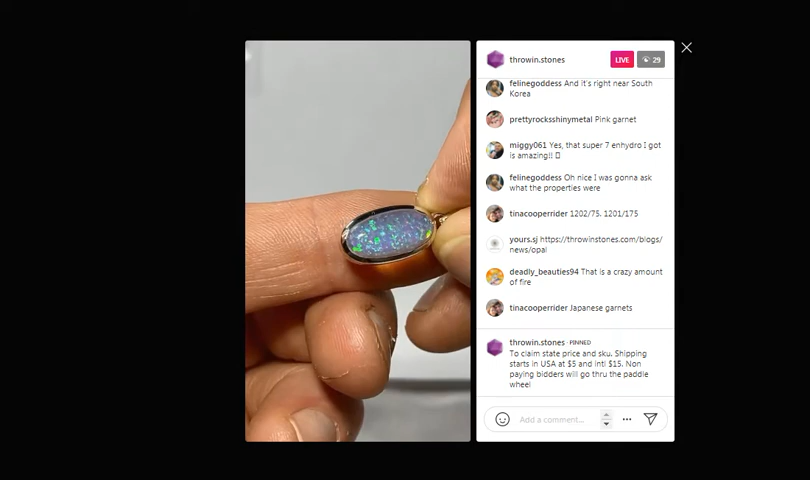 throwin.stones
LIVE
29
felinegoddess And it's right near South
Korea
prettyrocksshinymetal Pink garnet
miggy061 Yes, that super 7 enhydro I got
is amazing!!
felinegoddess Oh nice I was gonna ask
what the properties were
tinacooperrider 1202/75. 1201/175
yours.sj https://throwinstones.com/blogs/
news/opal
deadly_beauties94 That is a crazy amount
of fire
tinacooperrider Japanese garnets
throwin.stones · PINNED
To claim state price and sku. Shipping
starts in USA at $5 and intl $15. Non
paying bidders will go thru the paddle
wheel
Add a comment...